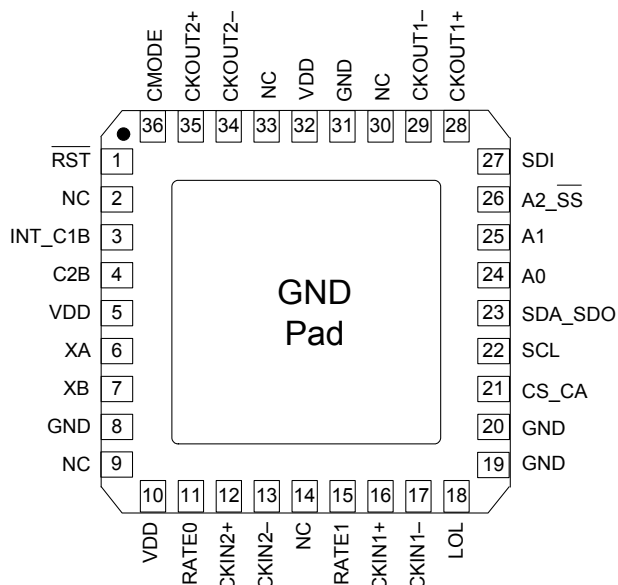 CMODE
CKOUT2+
CKOUT2–
NC
VDD
GND
NC
CKOUT1–
CKOUT1+
36 35 34 33 32 31 30 29 28
RST 1
NC 2
INT_C1B 3
C2B 4
VDD 5
XA 6
XB 7
GND 8
NC 9
GND
Pad
27 SDI
26 A2_SS
25 A1
24 A0
23 SDA_SDO
22 SCL
21 CS_CA
20 GND
19 GND
10 11 12 13 14 15 16 17 18
VDD
RATE0
CKIN2+
CKIN2–
NC
RATE1
CKIN1+
CKIN1–
LOL